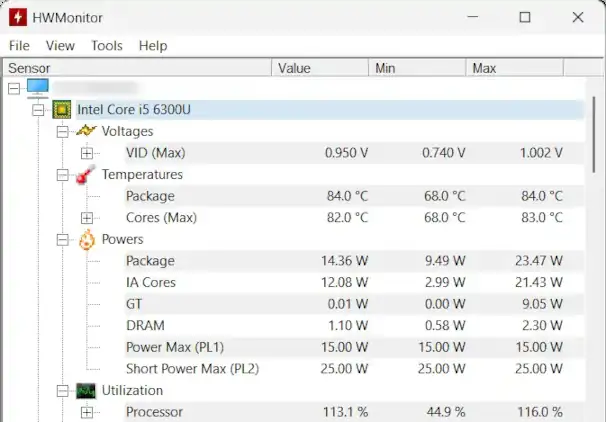 HWMonitor
File View Tools Help
Sensor Value Min Max
Intel Core i5 6300U
Voltages
VID (Max) 0.950 V 0.740 V 1.002 V
Temperatures
Package 84.0 °C 68.0 °C 84.0 °C
Cores (Max) 82.0 °C 68.0 °C 83.0 °C
Powers
Package 14.36 W 9.49 W 23.47 W
IA Cores 12.08 W 2.99 W 21.43 W
GT 0.01 W 0.00 W 9.05 W
DRAM 1.10 W 0.58 W 2.30 W
Power Max (PL1) 15.00 W 15.00 W 15.00 W
Short Power Max (PL2) 25.00 W 25.00 W 25.00 W
Utilization
Processor 113.1 % 44.9 % 116.0 %